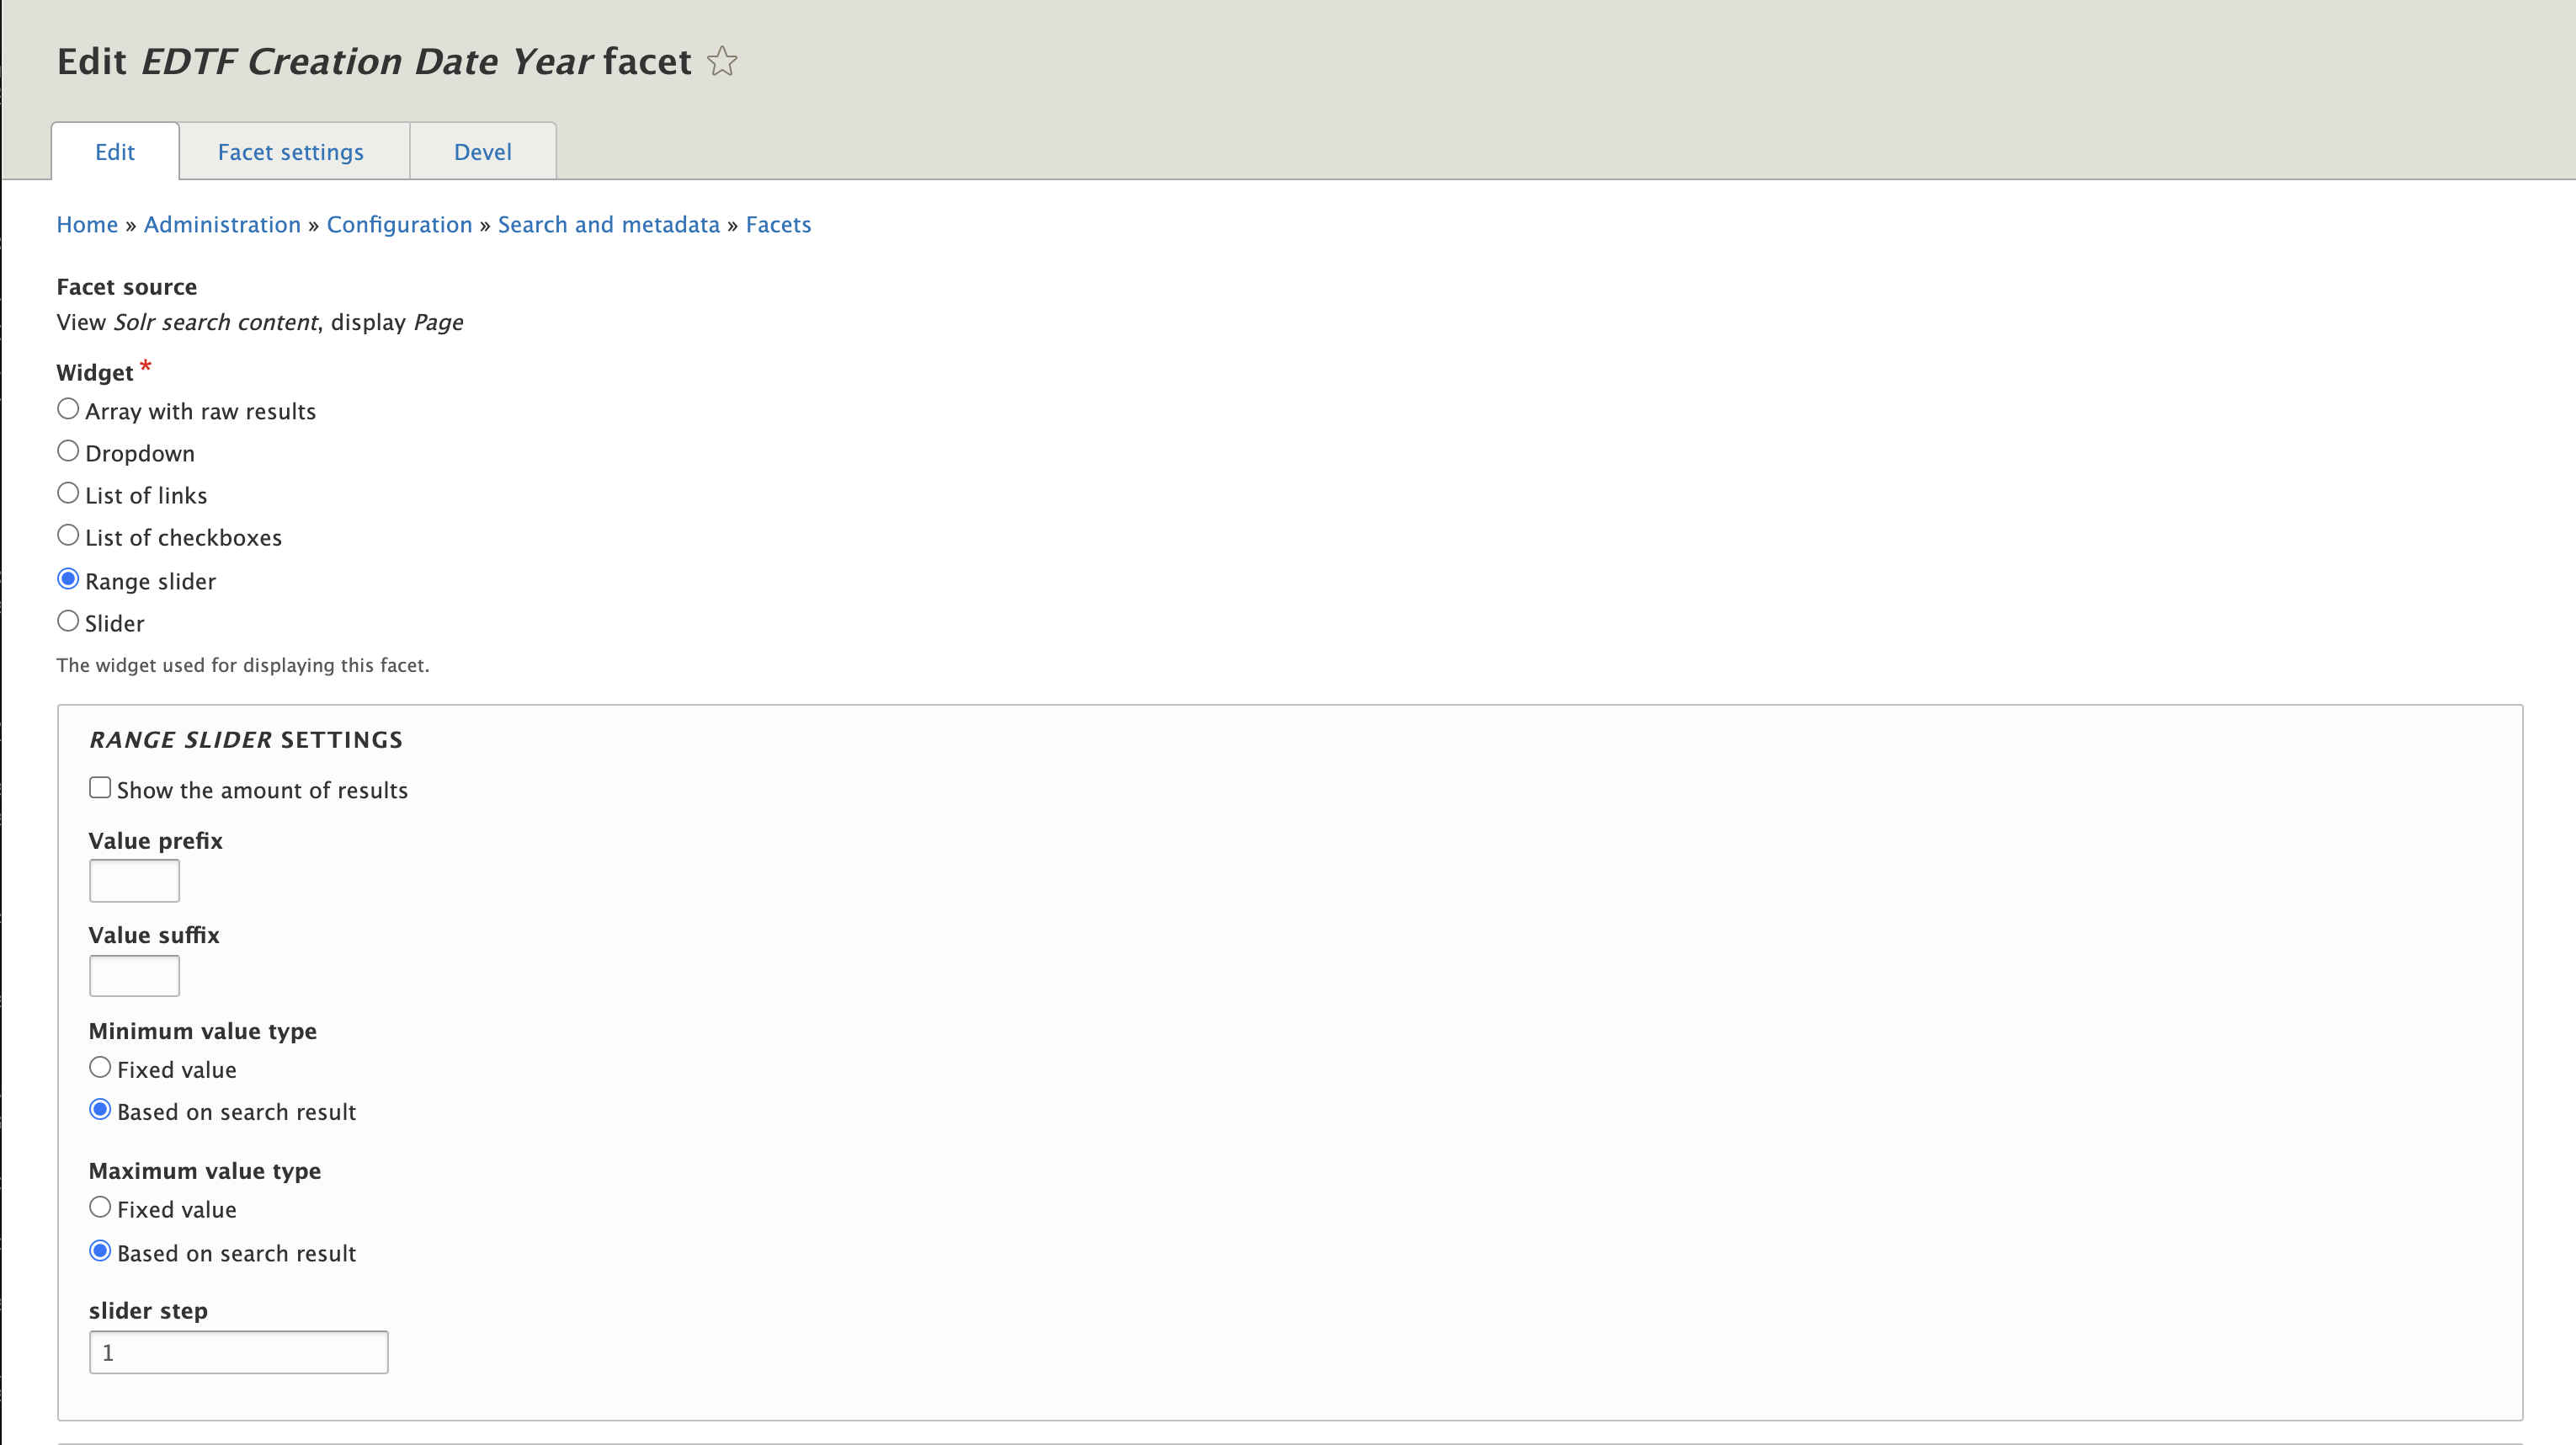 Edit EDTF Creation Date Year facet
Edit
Facet settings
Devel
Home » Administration » Configuration » Search and metadata » Facets
Facet source
View Solr search content, display Page
Widget *
Array with raw results
Dropdown
List of links
List of checkboxes
Range slider
Slider
The widget used for displaying this facet.
RANGE SLIDER SETTINGS
Show the amount of results
Value prefix
Value suffix
Minimum value type
Fixed value
Based on search result
Maximum value type
Fixed value
Based on search result
slider step
1